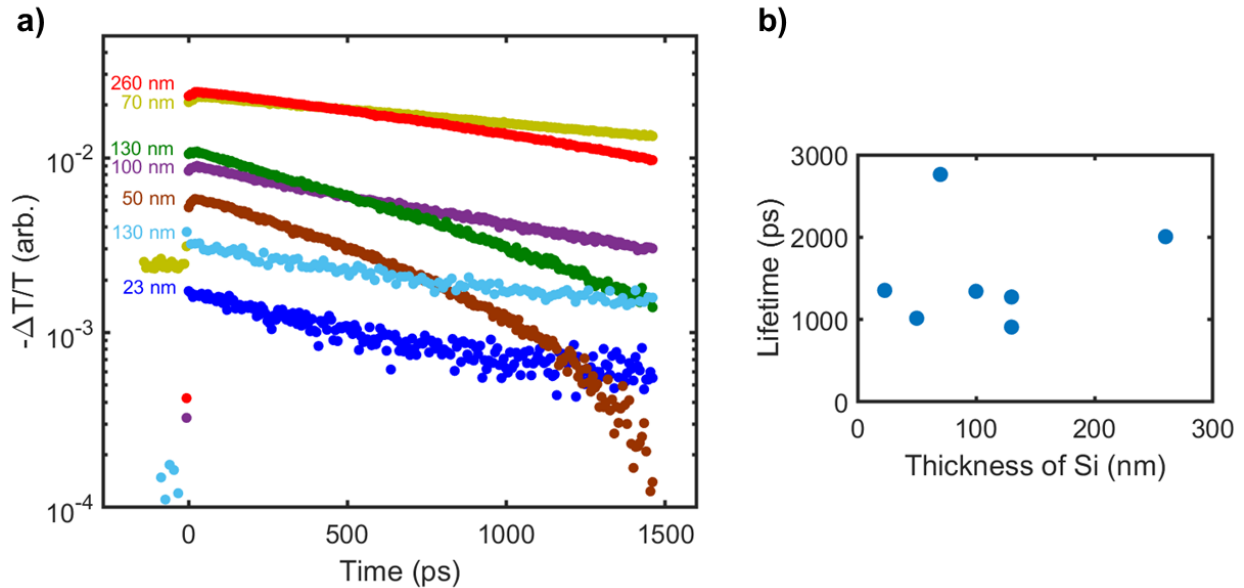 a)
260 nm
70 nm
130 nm
100 nm
50 nm
130 nm
23 nm
10^-2
10^-3
10^-4
-ΔT/T (arb.)
0 500 1000 1500
Time (ps)
b)
3000
2000
1000
0
Lifetime (ps)
0 100 200 300
Thickness of Si (nm)